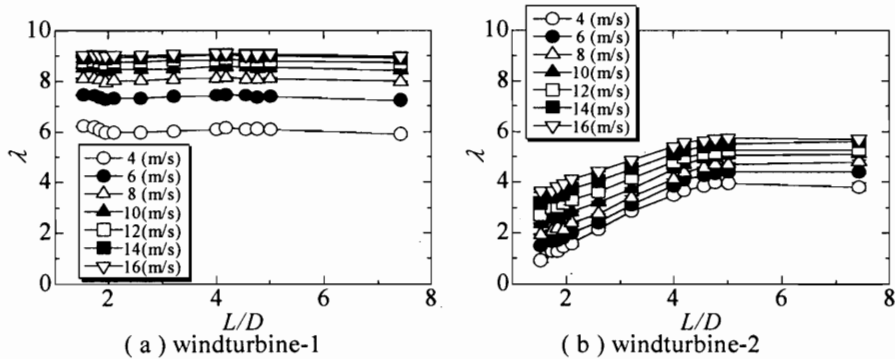 10
8
6
4
2
0
λ
4 (m/s)
6 (m/s)
8 (m/s)
10(m/s)
12(m/s)
14(m/s)
16(m/s)
2 4 6 8
L/D
( a ) windturbine-1
10
8
6
4
2
0
λ
4 (m/s)
6 (m/s)
8 (m/s)
10(m/s)
12(m/s)
14(m/s)
16(m/s)
2 4 6 8
L/D
( b ) windturbine-2